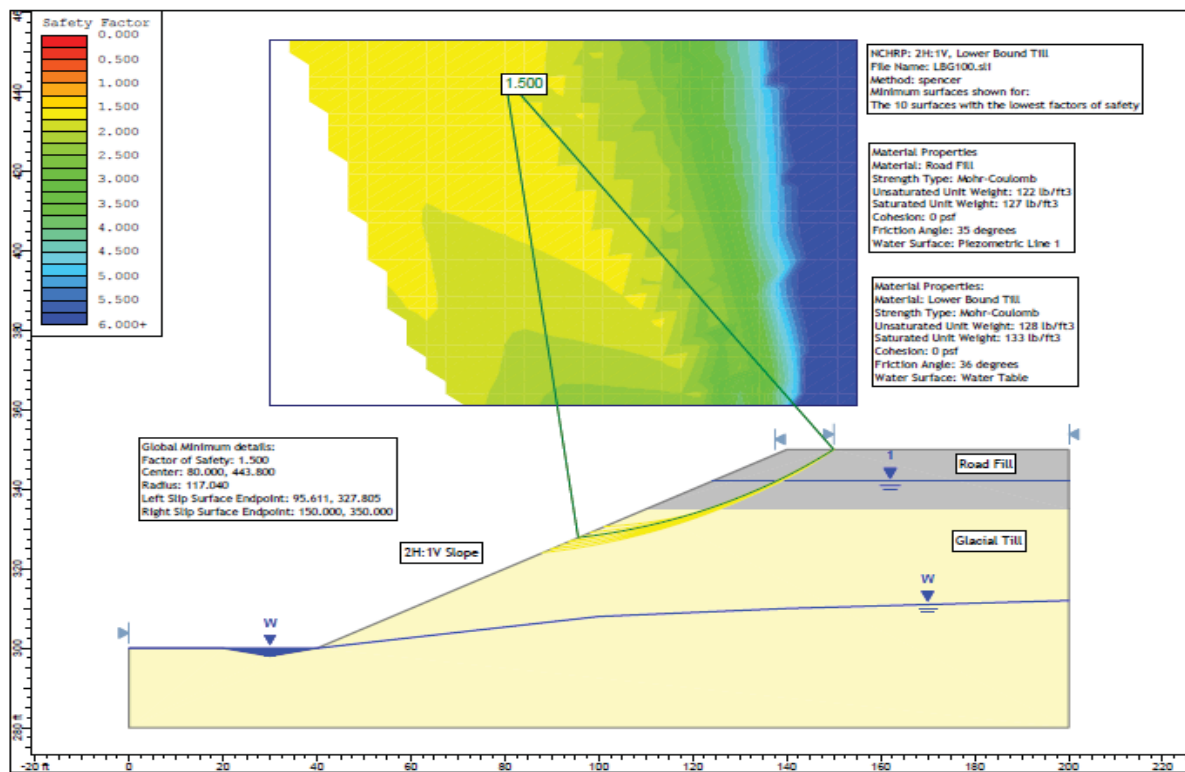 Safety Factor
0.000
0.500
1.000
1.500
2.000
2.500
3.000
3.500
4.000
4.500
5.000
5.500
6.000+
1.500
NCHRP: 2H:1V, Lower Bound Till
File Name: LBG100.sli
Method: spencer
Minimum surfaces shown for:
The 10 surfaces with the lowest factors of safety
Material Properties
Material: Road Fill
Strength Type: Mohr-Coulomb
Unsaturated Unit Weight: 122 lb/ft3
Saturated Unit Weight: 127 lb/ft3
Cohesion: 0 psf
Friction Angle: 35 degrees
Water Surface: Piezometric Line 1
Material Properties:
Material: Lower Bound Till
Strength Type: Mohr-Coulomb
Unsaturated Unit Weight: 128 lb/ft3
Saturated Unit Weight: 133 lb/ft3
Cohesion: 0 psf
Friction Angle: 36 degrees
Water Surface: Water Table
Global Minimum details:
Factor of Safety: 1.500
Center: 80.000, 443.800
Radius: 117.040
Left Slip Surface Endpoint: 95.611, 327.805
Right Slip Surface Endpoint: 150.000, 350.000
1
Road Fill
2H:1V Slope
Glacial Till
W
W
460
440
420
400
380
360
340
320
300
280 ft
-20 ft
0
20
40
60
80
100
120
140
160
180
200
220